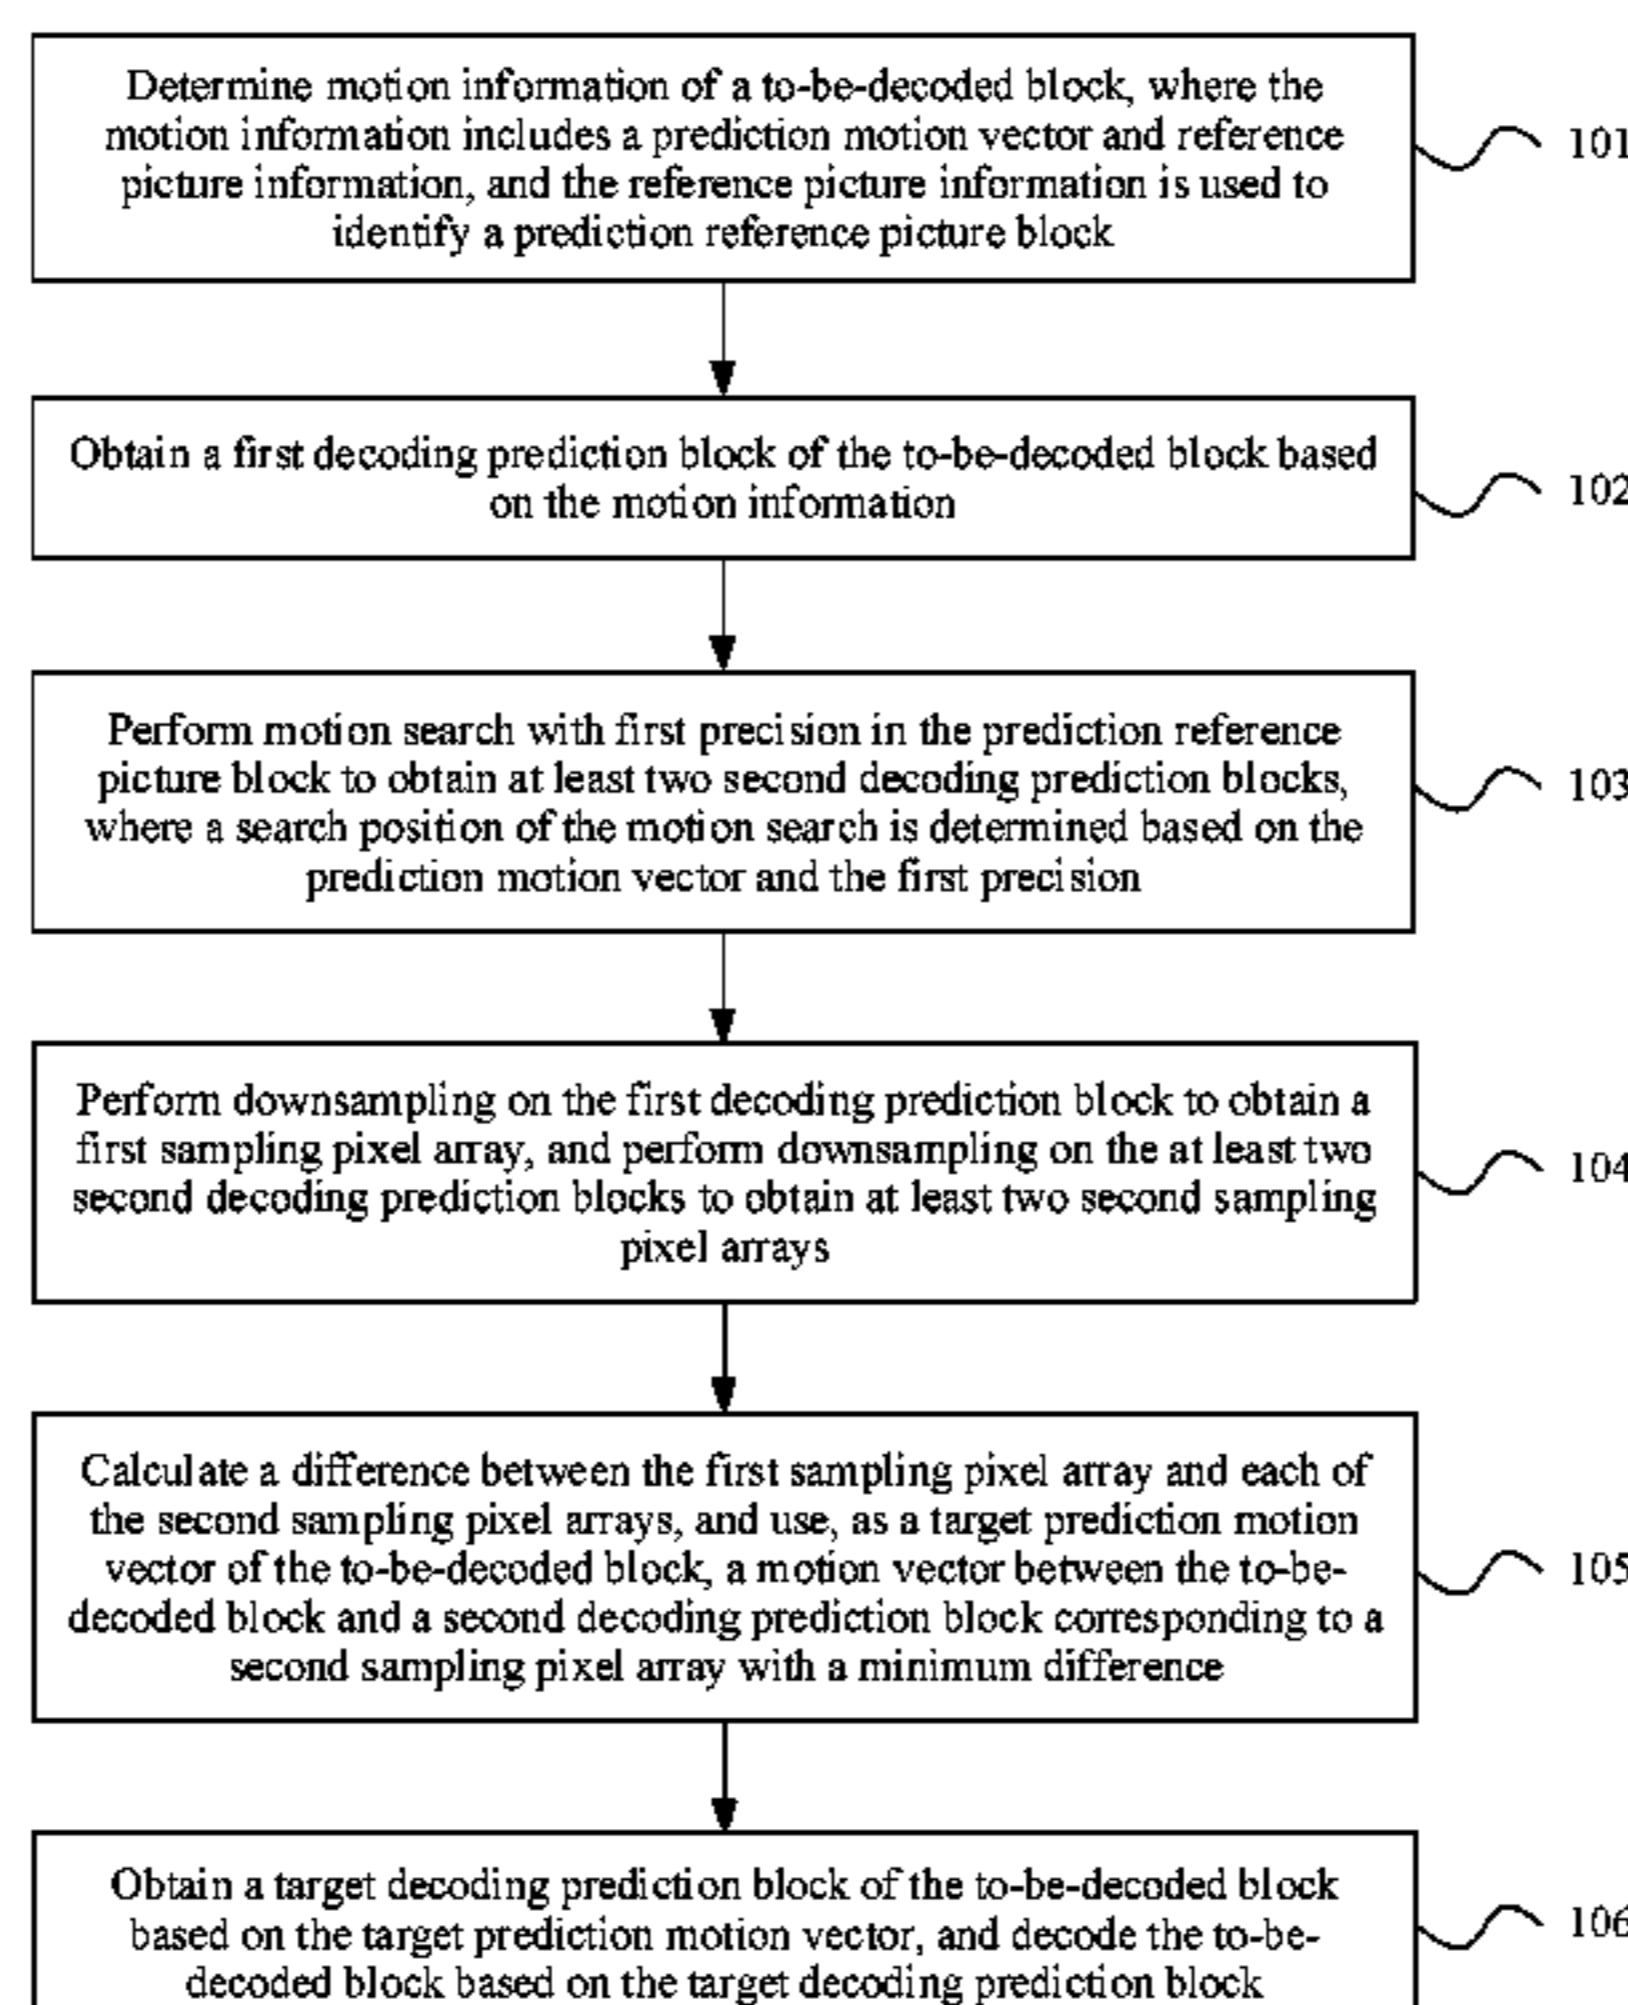 Determine motion information of a to-be-decoded block, where the
motion information includes a prediction motion vector and reference
picture information, and the reference picture information is used to
identify a prediction reference picture block
101
Obtain a first decoding prediction block of the to-be-decoded block based
on the motion information
102
Perform motion search with first precision in the prediction reference
picture block to obtain at least two second decoding prediction blocks,
where a search position of the motion search is determined based on the
prediction motion vector and the first precision
103
Perform downsampling on the first decoding prediction block to obtain a
first sampling pixel array, and perform downsampling on the at least two
second decoding prediction blocks to obtain at least two second sampling
pixel arrays
104
Calculate a difference between the first sampling pixel array and each of
the second sampling pixel arrays, and use, as a target prediction motion
vector of the to-be-decoded block, a motion vector between the to-be-
decoded block and a second decoding prediction block corresponding to a
second sampling pixel array with a minimum difference
105
Obtain a target decoding prediction block of the to-be-decoded block
based on the target prediction motion vector, and decode the to-be-
decoded block based on the target decoding prediction block
106